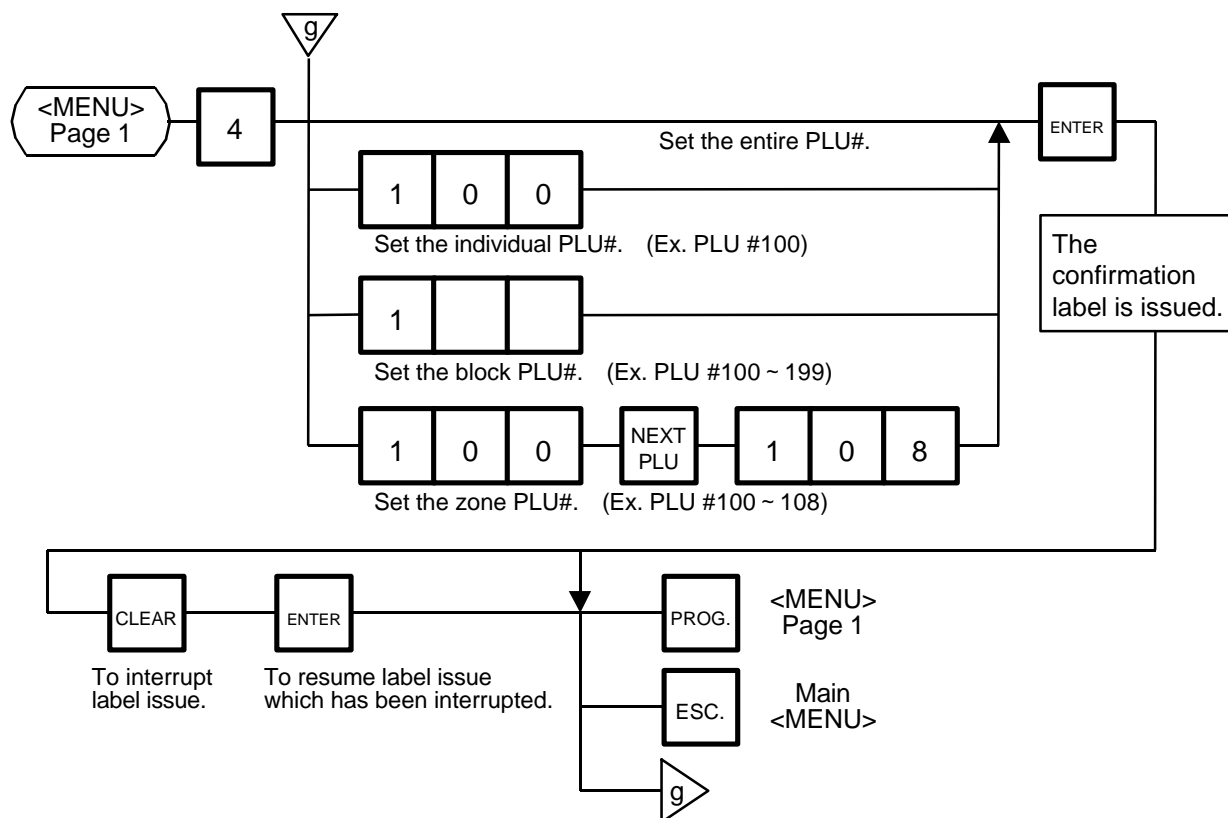 g
<MENU>
Page 1
4
ENTER
Set the entire PLU#.
1 0 0
Set the individual PLU#. (Ex. PLU #100)
The
confirmation
label is issued.
1
Set the block PLU#. (Ex. PLU #100 ~ 199)
1 0 0
NEXT
PLU
1 0 8
Set the zone PLU#. (Ex. PLU #100 ~ 108)
CLEAR
ENTER
PROG.
<MENU>
Page 1
To interrupt
label issue.
To resume label issue
which has been interrupted.
ESC.
Main
<MENU>
g